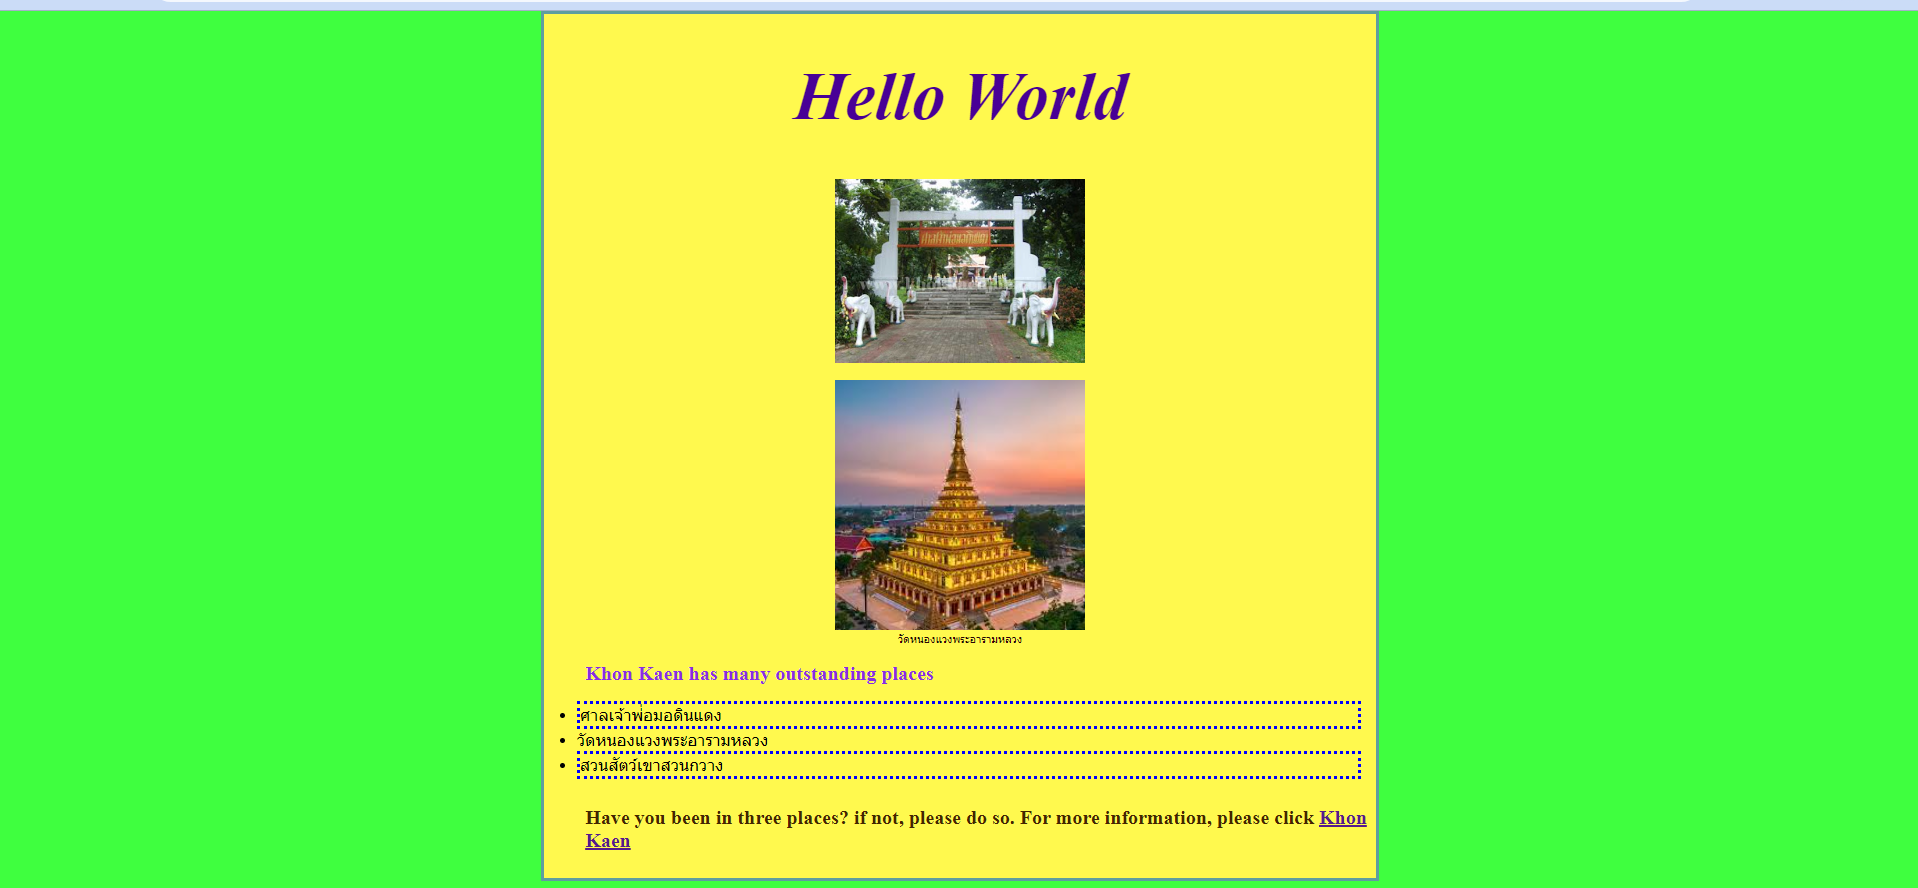 Hello World
วัดหนองแวงพระอารามหลวง
Khon Kaen has many outstanding places
ศาลเจ้าพ่อมอดินแดง
วัดหนองแวงพระอารามหลวง
สวนสัตว์เขาสวนกวาง
Have you been in three places? if not, please do so. For more information, please click Khon
Kaen